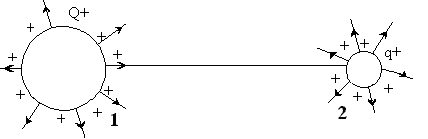 Q+
q+
+ + + + + + + +
+ + + + + +
1
2